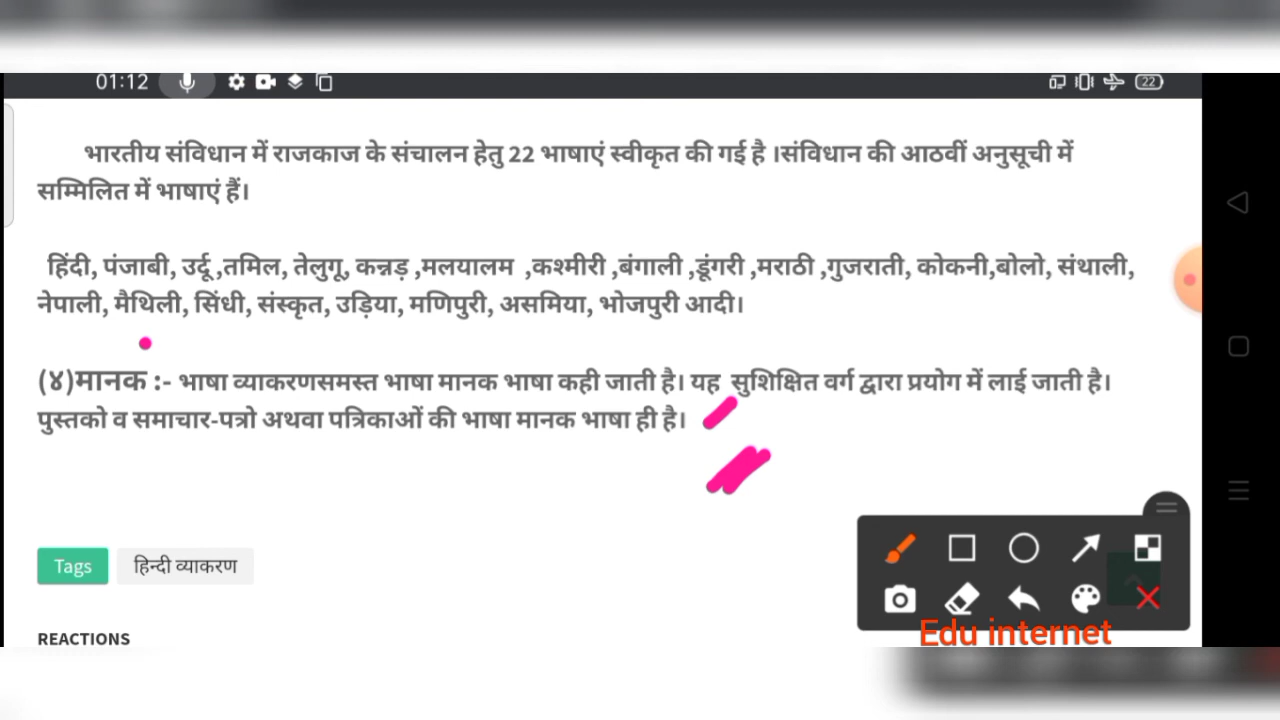 01:12
22
भारतीय संविधान में राजकाज के संचालन हेतु 22 भाषाएं स्वीकृत की गई है ।संविधान की आठवीं अनुसूची में
सम्मिलित में भाषाएं हैं।
हिंदी, पंजाबी, उर्दू ,तमिल, तेलुगू, कन्नड़ ,मलयालम ,कश्मीरी ,बंगाली ,डूंगरी ,मराठी ,गुजराती, कोकनी,बोलो, संथाली,
नेपाली, मैथिली, सिंधी, संस्कृत, उड़िया, मणिपुरी, असमिया, भोजपुरी आदी।
(४)मानक :- भाषा व्याकरणसमस्त भाषा मानक भाषा कही जाती है। यह सुशिक्षित वर्ग द्वारा प्रयोग में लाई जाती है।
पुस्तको व समाचार-पत्रो अथवा पत्रिकाओं की भाषा मानक भाषा ही है।
Tags हिन्दी व्याकरण
Edu internet
REACTIONS